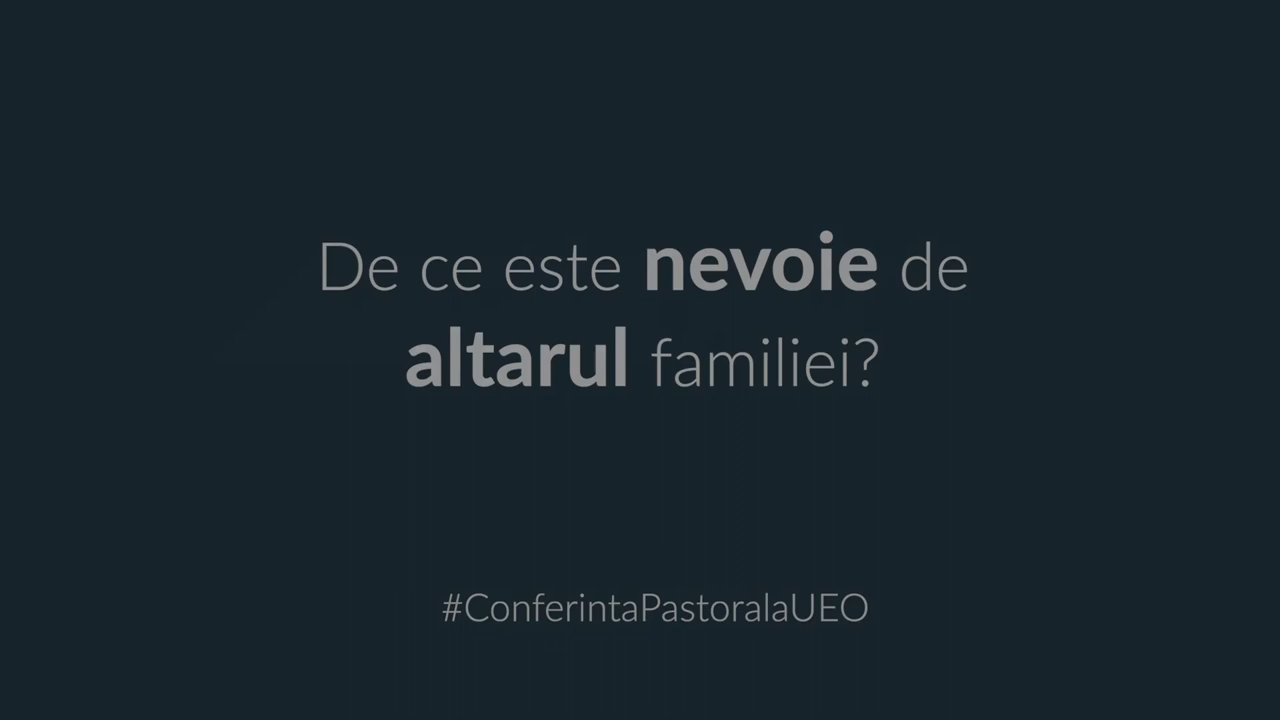 De ce este nevoie de
altarul familiei?
#ConferintaPastoralaUEO